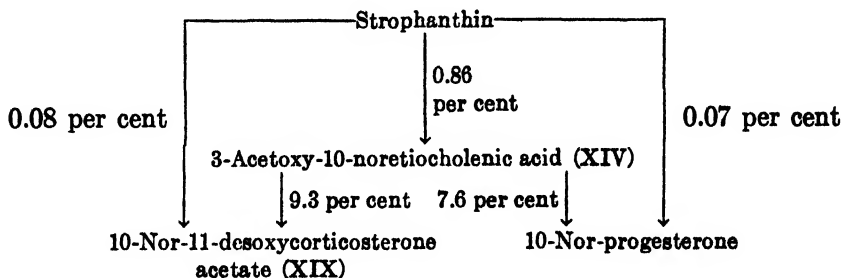 Strophanthin
0.86
per cent
0.08 per cent
0.07 per cent
3-Acetoxy-10-noretiocholenic acid (XIV)
9.3 per cent 7.6 per cent
10-Nor-11-desoxycorticosterone 10-Nor-progesterone
acetate (XIX)